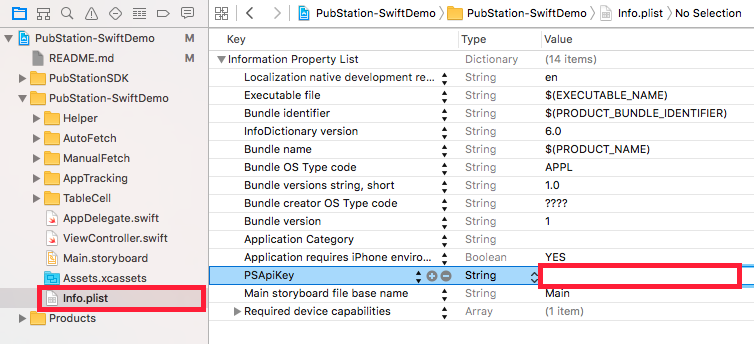 PubStation-SwiftDemo M
README.md M
PubStationSDK
PubStation-SwiftDemo
Helper
AutoFetch
ManualFetch
AppTracking
TableCell
AppDelegate.swift
ViewController.swift
Main.storyboard
Assets.xcassets
Info.plist
Products
PubStation-SwiftDemo PubStation-SwiftDemo Info.plist No Selection
Key Type Value
Information Property List Dictionary (14 items)
Localization native development re... String en
Executable file String $(EXECUTABLE_NAME)
Bundle identifier String $(PRODUCT_BUNDLE_IDENTIFIER)
InfoDictionary version String 6.0
Bundle name String $(PRODUCT_NAME)
Bundle OS Type code String APPL
Bundle versions string, short String 1.0
Bundle creator OS Type code String ????
Bundle version String 1
Application Category String
Application requires iPhone enviro... Boolean YES
PSApiKey String
Main storyboard file base name String Main
Required device capabilities Array (1 item)